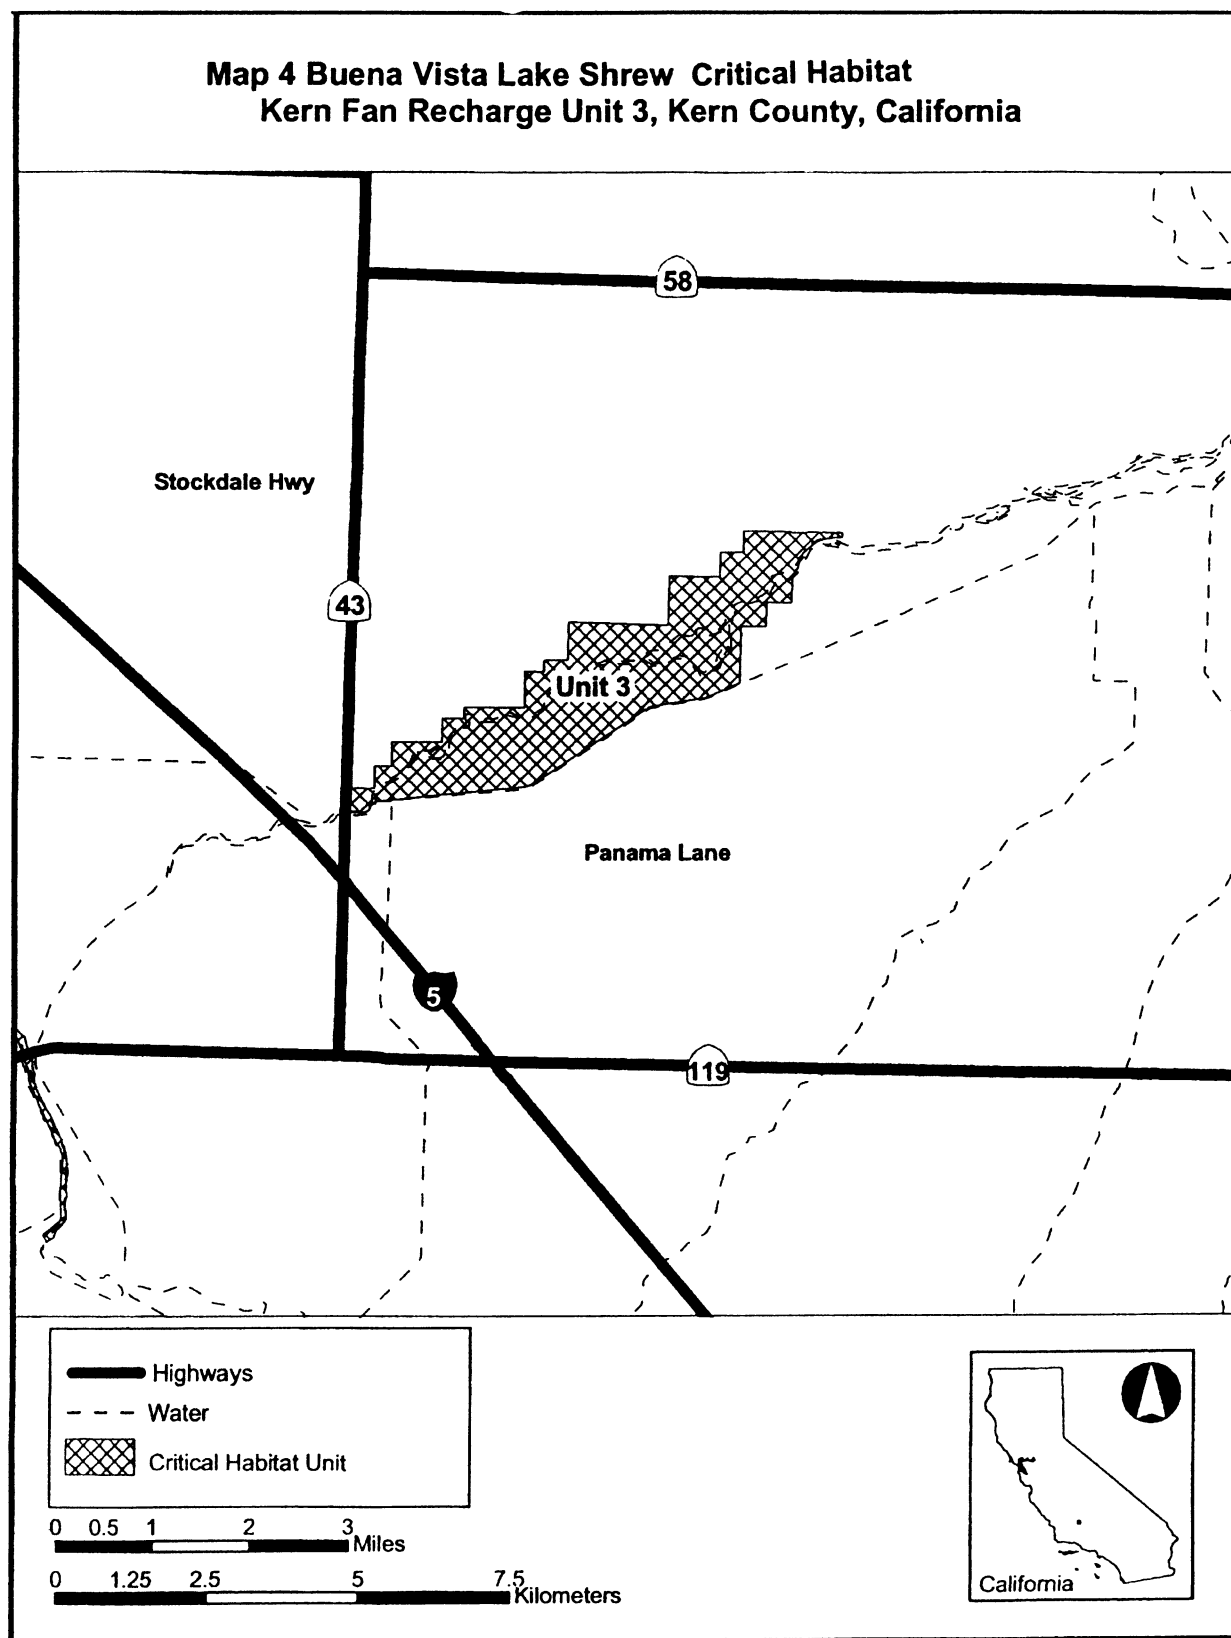 Map 4 Buena Vista Lake Shrew Critical Habitat
Kern Fan Recharge Unit 3, Kern County, California
58
Stockdale Hwy
43
Unit 3
Panama Lane
5
119
Highways
Water
Critical Habitat Unit
0 0.5 1 2 3
Miles
0 1.25 2.5 5 7.5
Kilometers
California